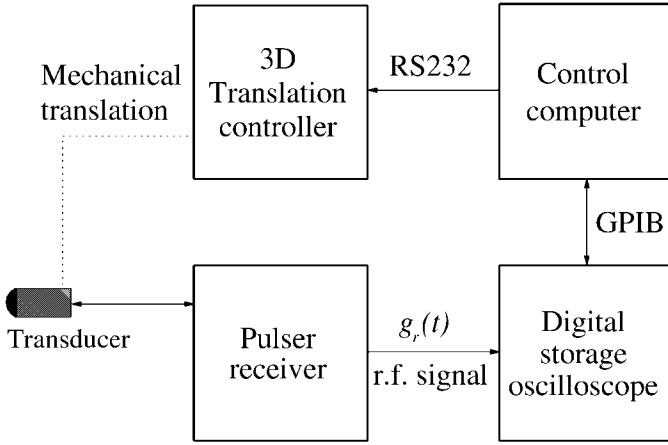 Mechanical
translation
3D
Translation
controller
RS232
Control
computer
GPIB
Transducer
Pulser
receiver
g_r(t)
r.f. signal
Digital
storage
oscilloscope